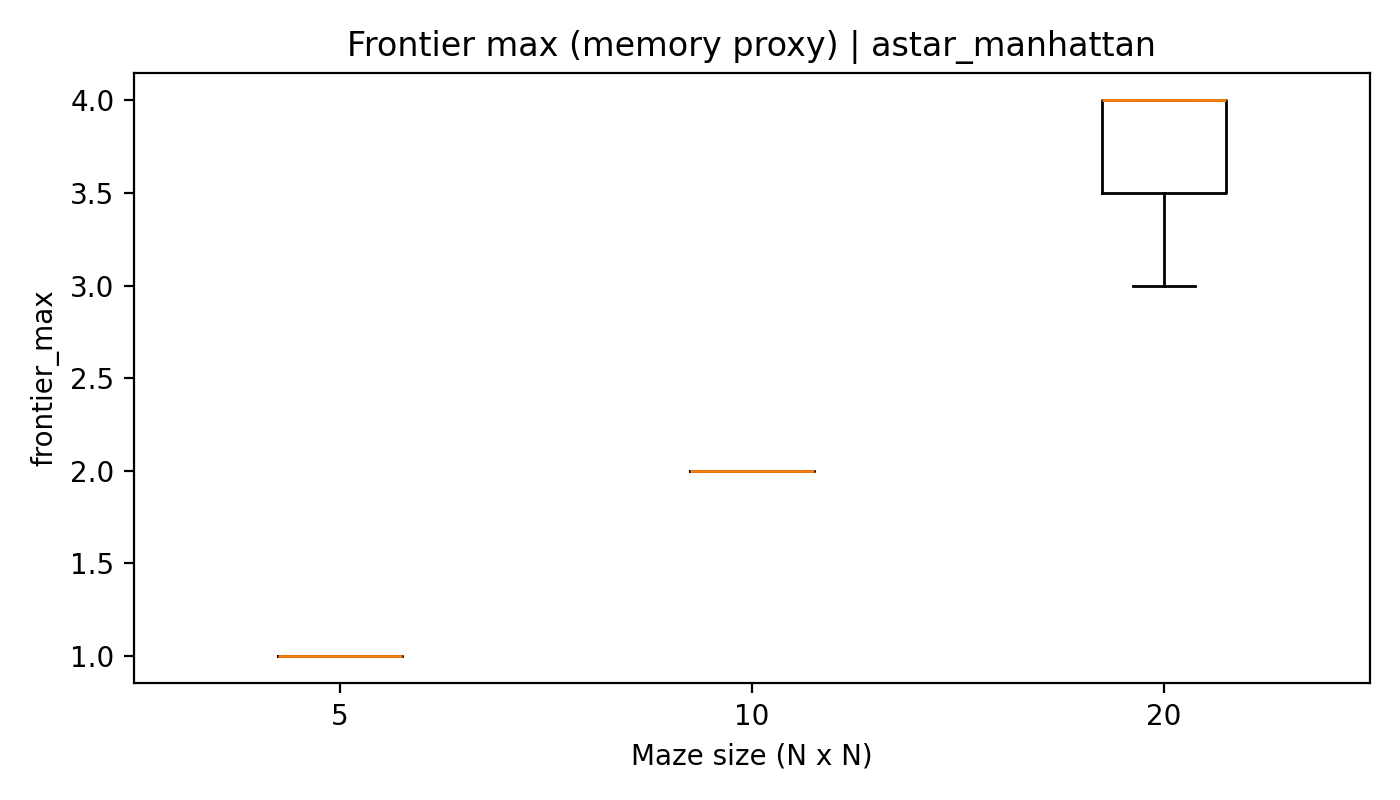 Frontier max (memory proxy) | astar_manhattan
4.0
3.5
3.0
2.5
2.0
1.5
1.0
frontier_max
5 10 20
Maze size (N x N)